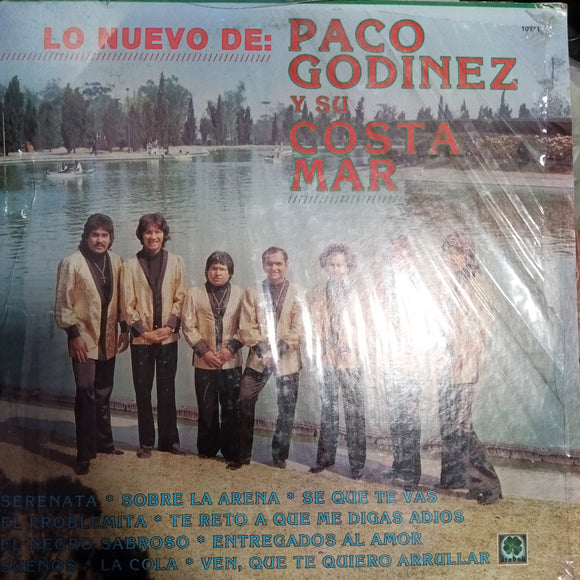 LO NUEVO DE:
PACO
GODINEZ
Y SU
COSTA
MAR
SERENATA * SOBRE LA ARENA * SE QUE TE VAS
EL PROBLEMITA * TE RETO A QUE ME DIGAS ADIOS
EL NEGRO SABROSO * ENTREGADOS AL AMOR
SUEÑOS * LA COLA * VEN, QUE TE QUIERO ARRULLAR